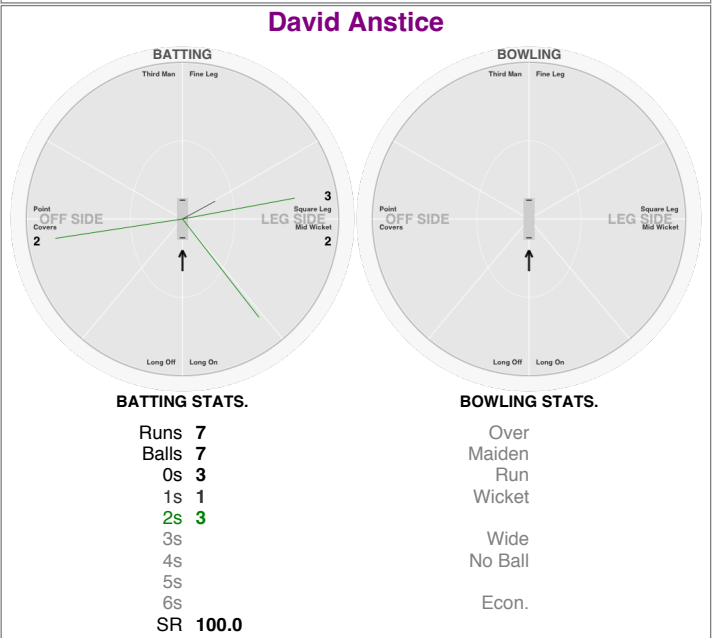 David Anstice
BATTING
Third Man Fine Leg
3
Point
Square Leg
OFF SIDE LEG SIDE
Covers
Mid Wicket
2 2
Long Off Long On
BOWLING
Third Man Fine Leg
Point
Square Leg
OFF SIDE LEG SIDE
Covers
Mid Wicket
Long Off Long On
BATTING STATS.
Runs 7
Balls 7
0s 3
1s 1
2s 3
3s
4s
5s
6s
SR 100.0
BOWLING STATS.
Over
Maiden
Run
Wicket
Wide
No Ball
Econ.